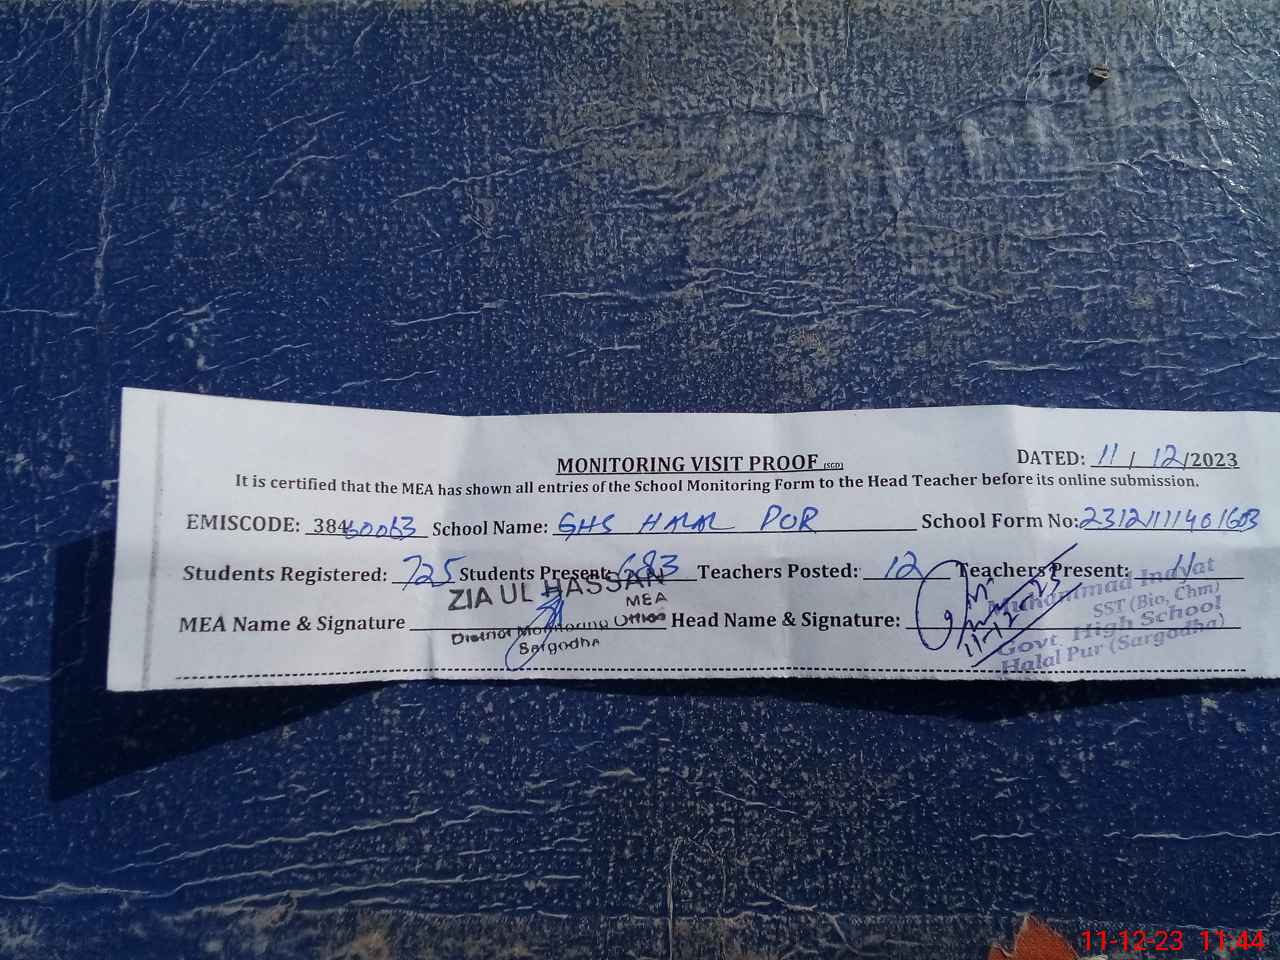 MONITORING VISIT PROOF (SGD)
DATED: 11 / 12/2023
It is certified that the MEA has shown all entries of the School Monitoring Form to the Head Teacher before its online submission.
EMISCODE: 38460063 School Name: GHS HALAL PUR School Form No:
Students Registered: 725 Students Present: 683 Teachers Posted: 12 Teachers Present:
ZIA UL HASSAN
MEA
District Monitoring Office
Sargodha
MEA Name & Signature Head Name & Signature:
11-12-23
Muhammad Inayat
SST (Bio, Chm)
Govt. High School
Halal Pur (Sargodha)
11-12-23 11:44